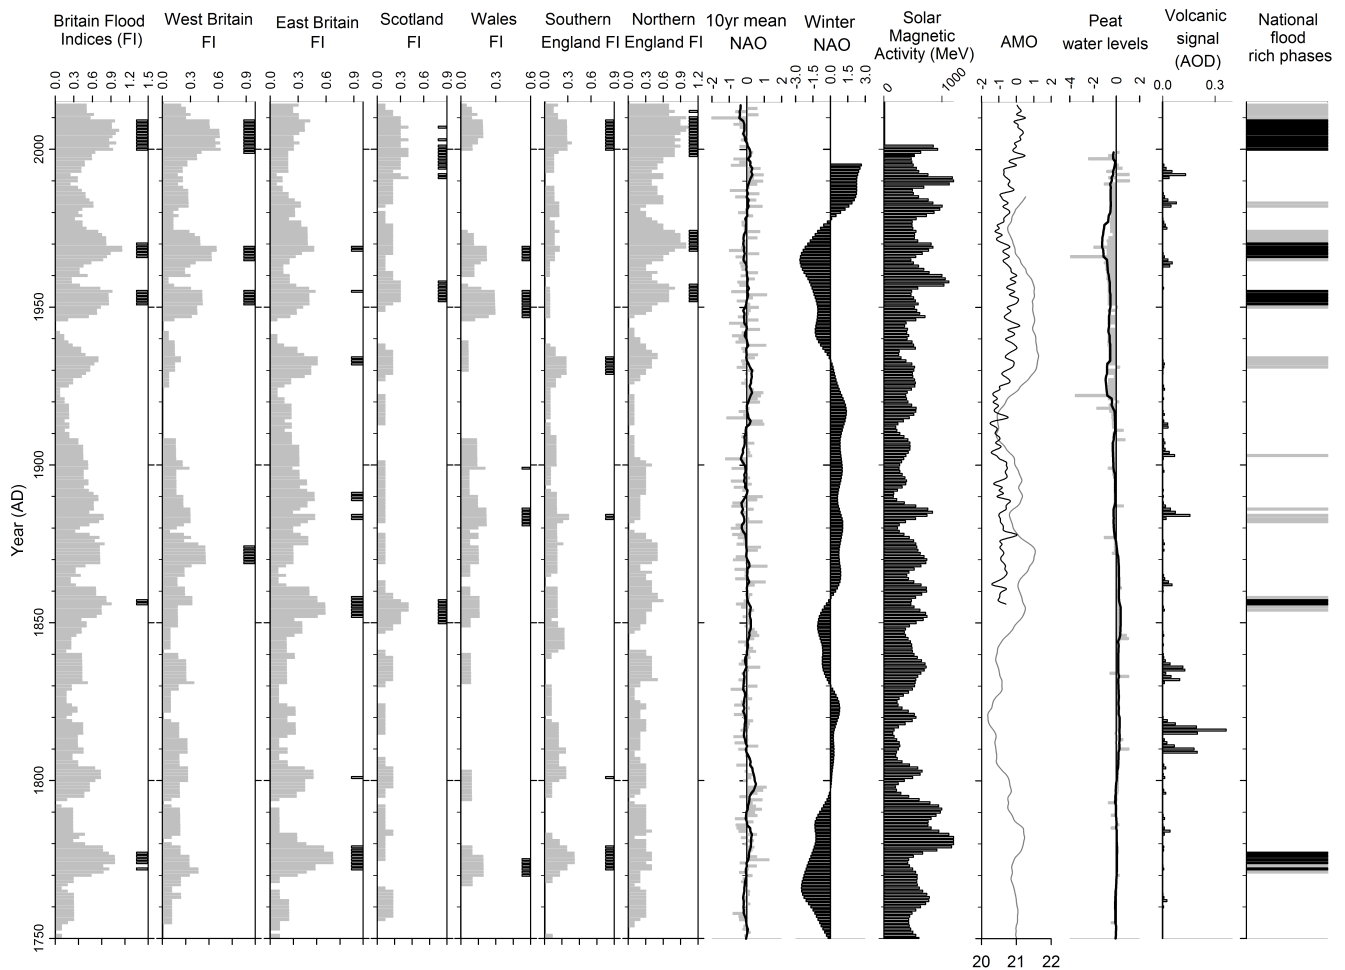 Britain Flood
Indices (FI)
West Britain
FI
East Britain
FI
Scotland
FI
Wales
FI
Southern
England FI
Northern
England FI
10yr mean
NAO
Winter
NAO
Solar
Magnetic
Activity (MeV)
AMO
Peat
water levels
Volcanic
signal
(AOD)
National
flood
rich phases
0.0 0.3 0.6 0.9 1.2 1.5
0.0 0.3 0.6 0.9
0.0 0.3 0.6 0.9
0.0 0.3 0.6 0.9
0.0 0.3 0.6 0.9
0.0 0.3 0.6 0.9
0.0 0.3 0.6 0.9 1.2
-2 -1 0 1 2
-3.0 -1.5 0.0 1.5 3.0
0 1000
2 -1 0 1 2
-4 -2 0 2
0.0 0.3
Year (AD)
2000
1950
1900
1850
1800
1750
20 21 22